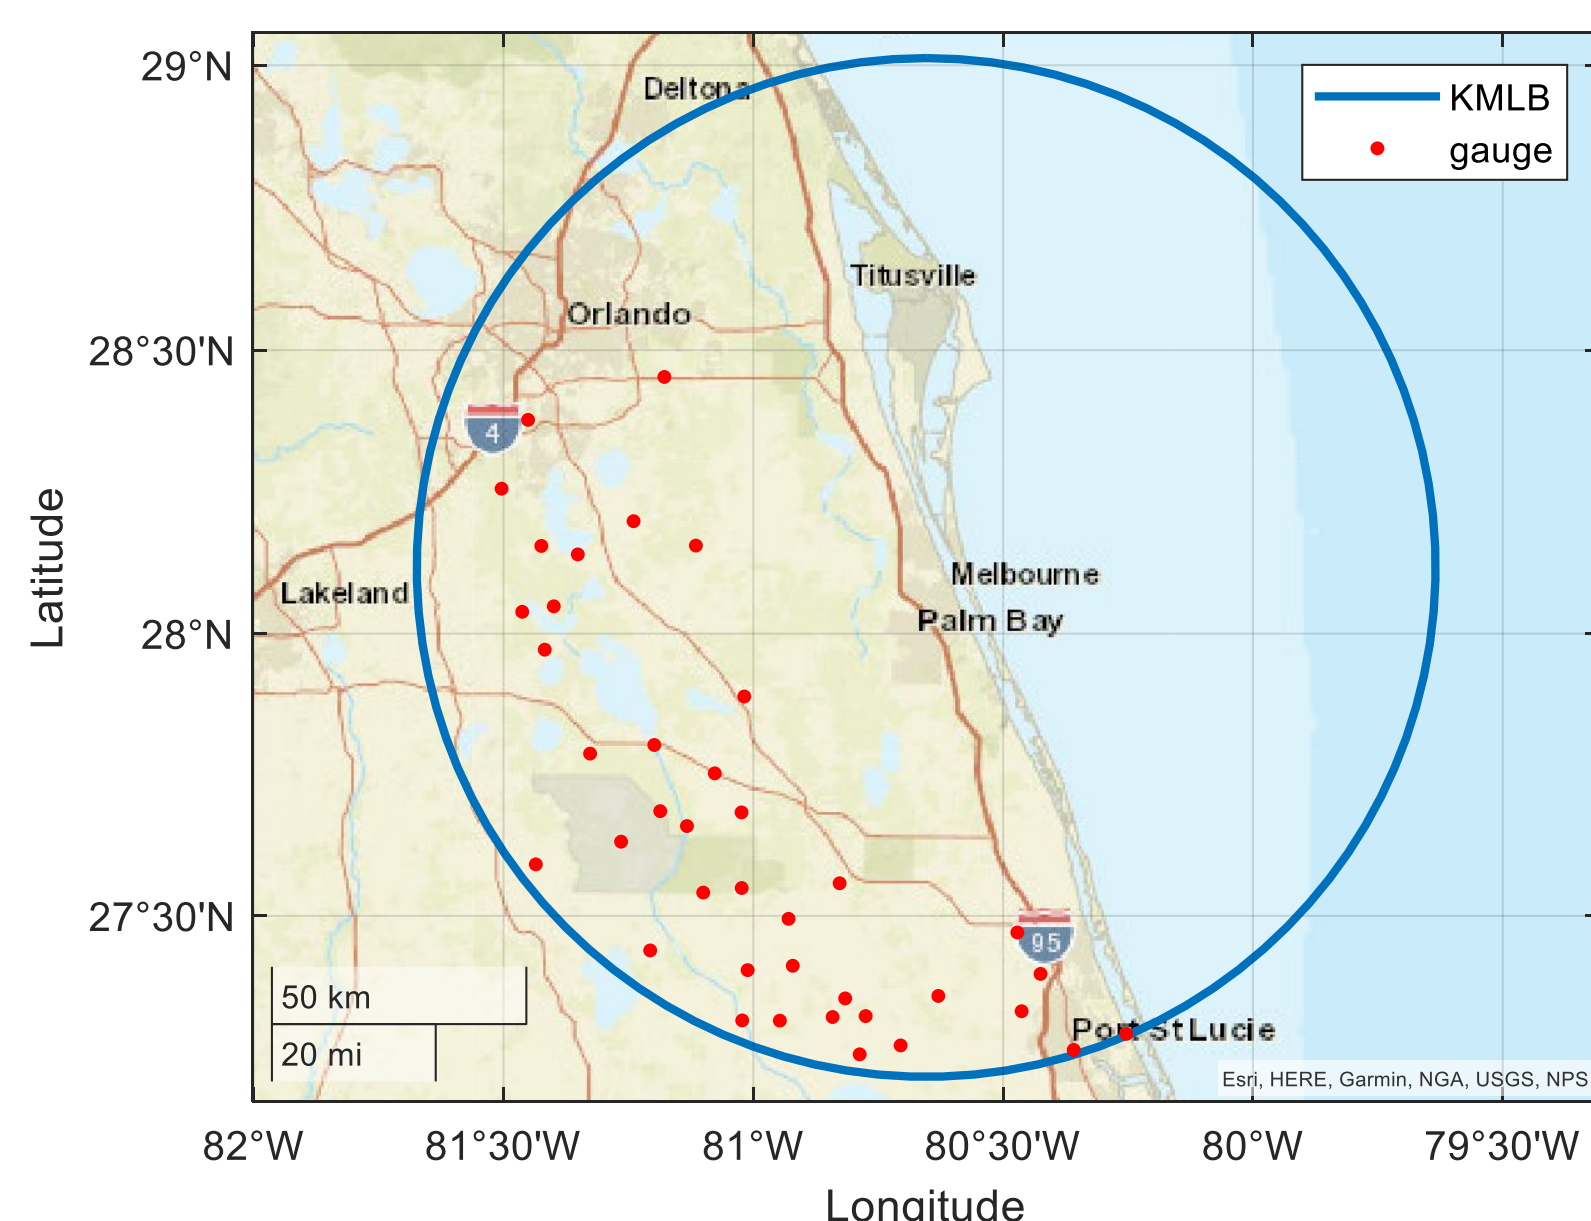 29°N
28°30'N
28°N
27°30'N
Latitude
KMLB
gauge
Deltona
Titusville
Orlando
4
Lakeland
Melbourne
Palm Bay
95
Port St Lucie
50 km
20 mi
Esri, HERE, Garmin, NGA, USGS, NPS
82°W
81°30'W
81°W
80°30'W
80°W
79°30'W
Longitude